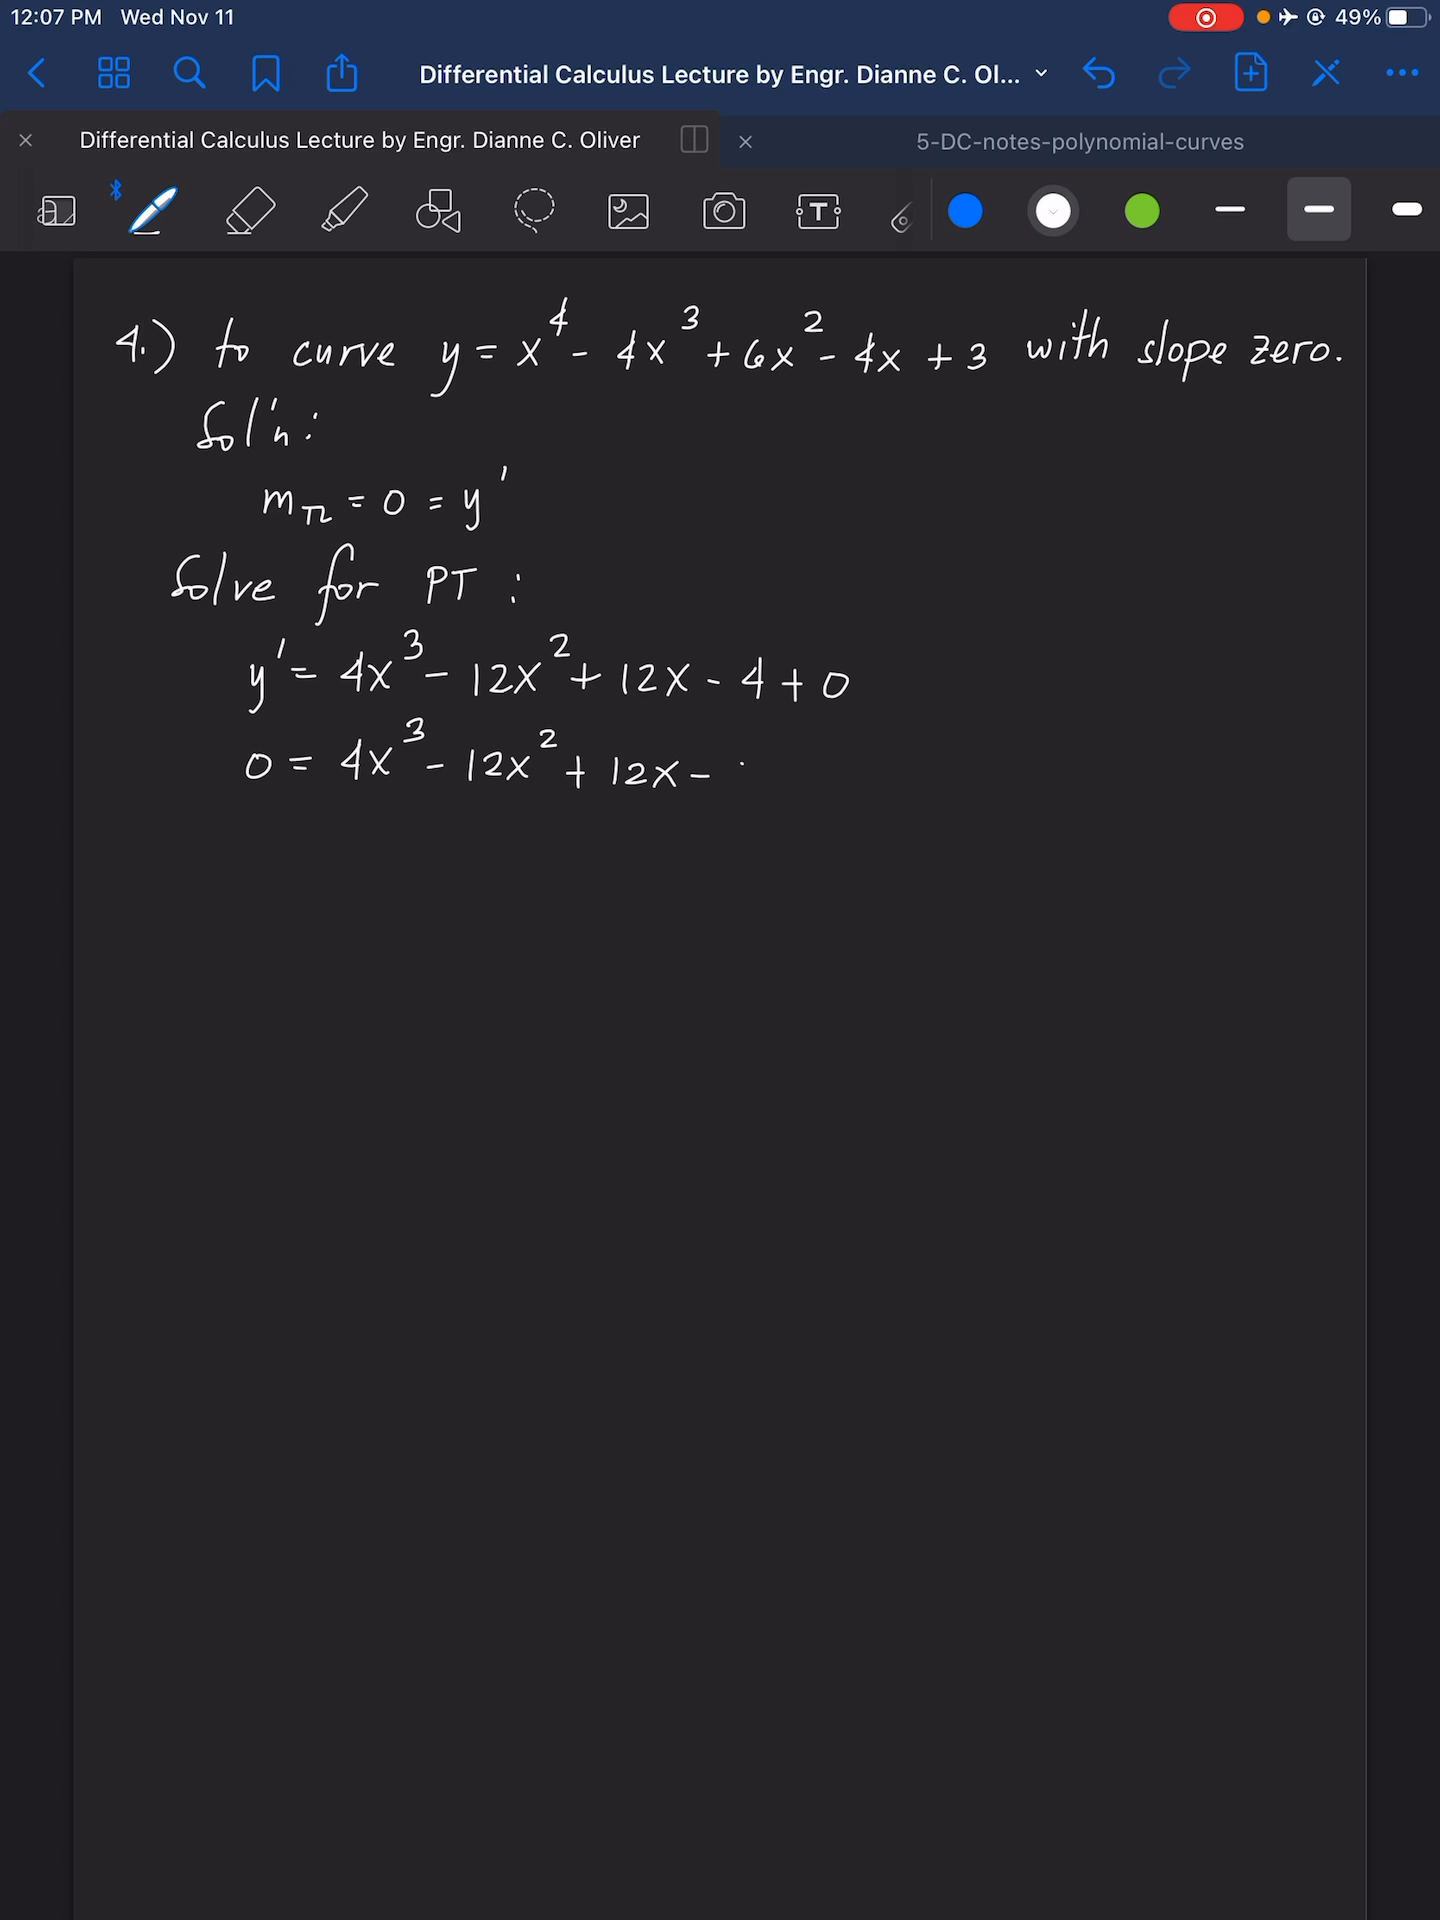 12:07 PM Wed Nov 11 49%
Differential Calculus Lecture by Engr. Dianne C. Ol...
Differential Calculus Lecture by Engr. Dianne C. Oliver
5-DC-notes-polynomial-curves
4.) to curve y = x⁴ - 4x³ + 6x² - 4x + 3 with slope zero.
Sol'n:
m_TL = 0 = y'
Solve for PT :
y' = 4x³ - 12x² + 12x - 4 + 0
0 = 4x³ - 12x² + 12x -